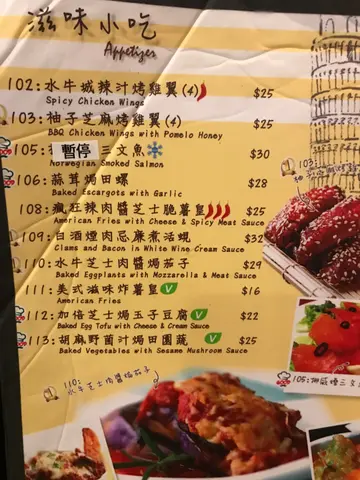 滋味小吃
Appetizer
102:水牛城辣汁烤雞翼(4) $25
Spicy Chicken Wings
103:柚子芝麻烤雞翼(4) $25
BBQ Chicken Wings with Pomelo Honey
105: 暫停 三文魚 $30
Norwegian Smoked Salmon
106:蒜茸焗田螺 $28
Baked Escargots with Garlic
108:瘋狂辣肉醬芝士脆薯皇 $25
American Fries with Cheese & Spicy Meat Sauce
109:白酒煙肉忌廉煮活蜆 $32
Clams and Bacon in White Wine Cream Sauce
110:水牛芝士肉醬焗茄子 $29
Baked Eggplants with Mozzarella & Meat Sauce
111:美式滋味炸薯皇 V $16
American Fries
112:加倍芝士焗玉子豆腐 V $22
Baked Egg Tofu with Cheese & Cream Sauce
113:胡麻野菌汁焗田園蔬 V $25
Baked Vegetables with Sesame Mushroom Sauce
103:
105:挪威煙三文
110:
水牛芝士肉醬焗茄子